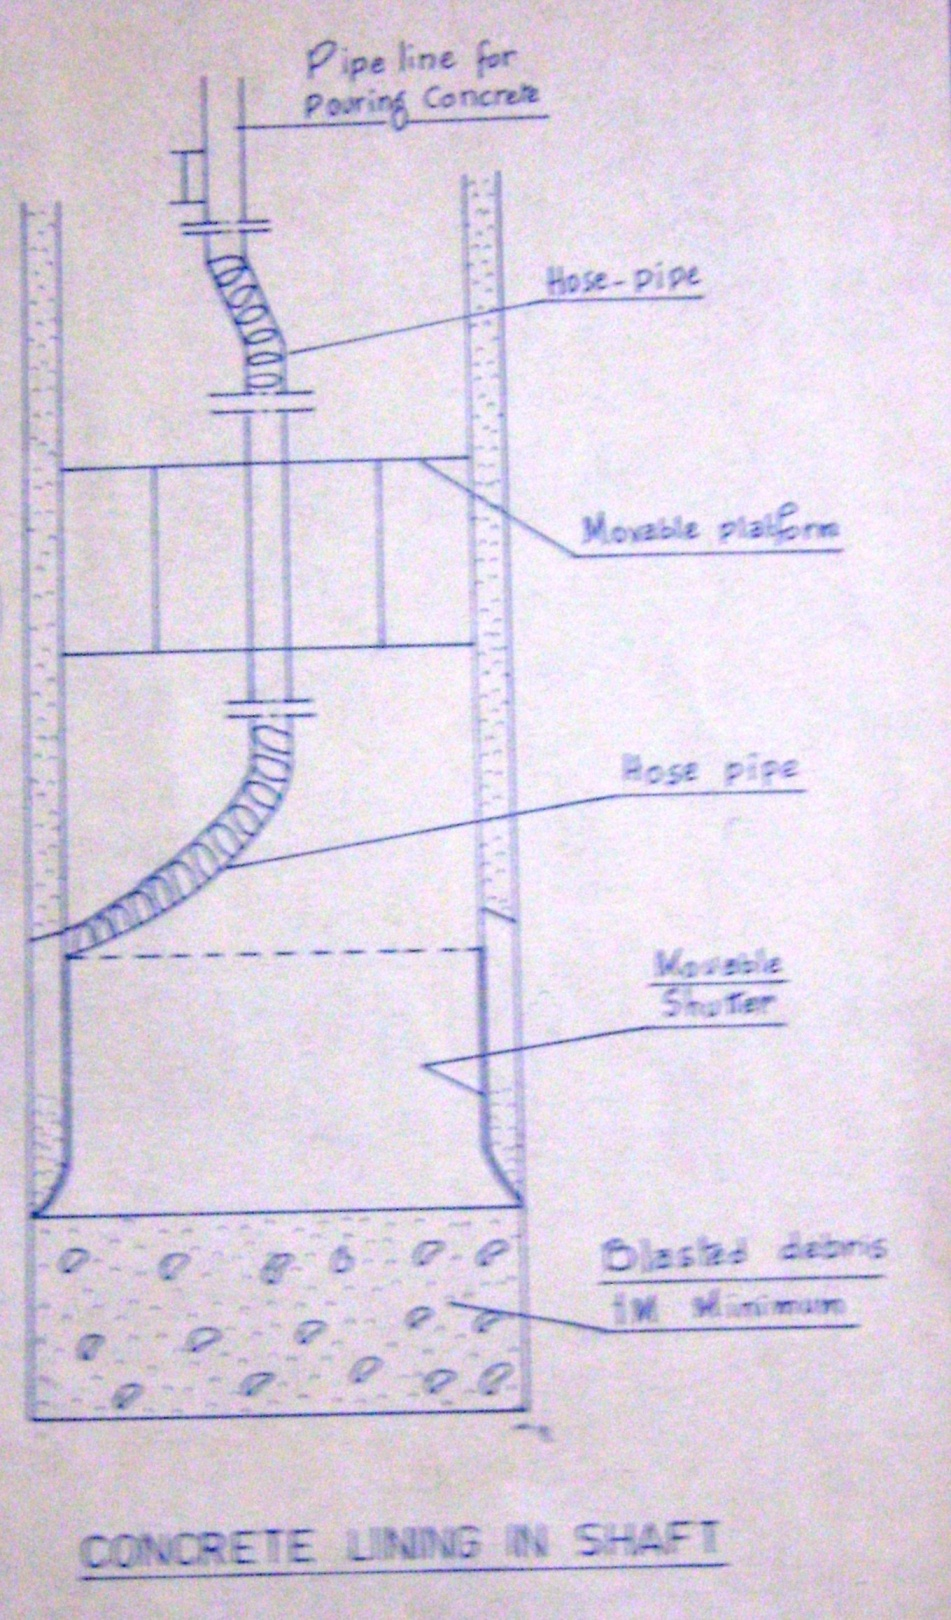 Pipe line for
Pouring Concrete
Hose-pipe
Movable platform
Hose pipe
Movable
Shutter
Blasted debris
1M Minimum
CONCRETE LINING IN SHAFT